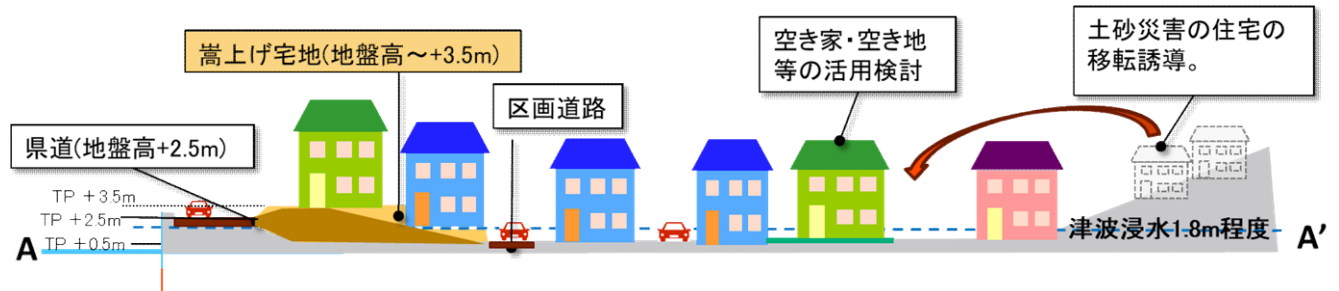 嵩上げ宅地(地盤高～+3.5m)
空き家・空き地
等の活用検討
土砂災害の住宅の
移転誘導。
区画道路
県道(地盤高+2.5m)
TP +3.5m
TP +2.5m
TP +0.5m
A
津波浸水1.8m程度
A’